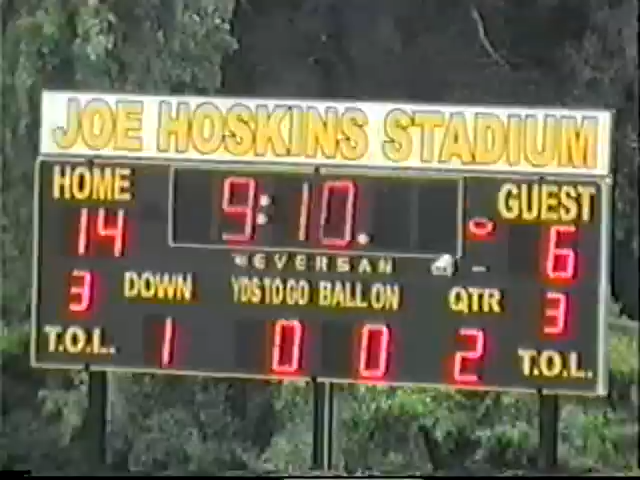 JOE HOSKINS STADIUM
HOME 9:10. GUEST
14 6
EVERSAN
3 DOWN YDS TO GO BALL ON QTR 3
T.O.L. 1 0 0 2 T.O.L.